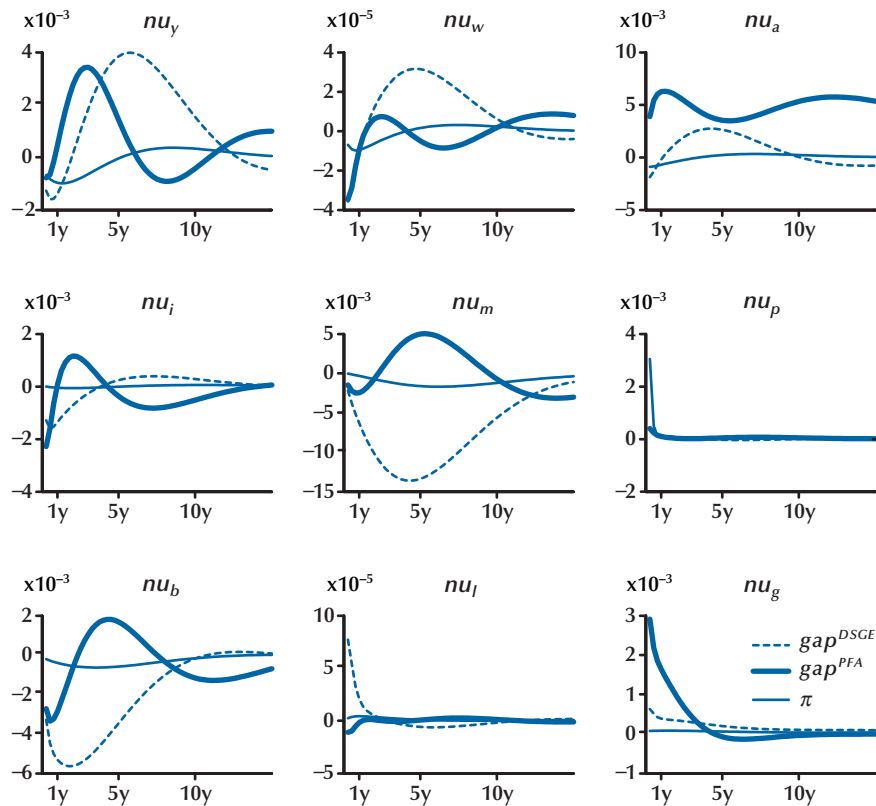 x10⁻³ nu_y
4
2
0
−2
1y 5y 10y
x10⁻⁵ nu_w
5
0
−5
−4
1y 5y 10y
x10⁻³ nu_a
10
5
0
−5
1y 5y 10y
x10⁻³ nu_i
2
0
−2
−4
1y 5y 10y
x10⁻³ nu_m
5
0
−5
−10
−15
1y 5y 10y
x10⁻³ nu_p
4
2
0
−2
1y 5y 10y
x10⁻³ nu_b
2
0
−2
−4
−6
1y 5y 10y
x10⁻⁵ nu_l
10
5
0
−5
1y 5y 10y
x10⁻³ nu_g
3
2
1
0
−1
1y 5y 10y
gap^DSGE
gap^PFA
π